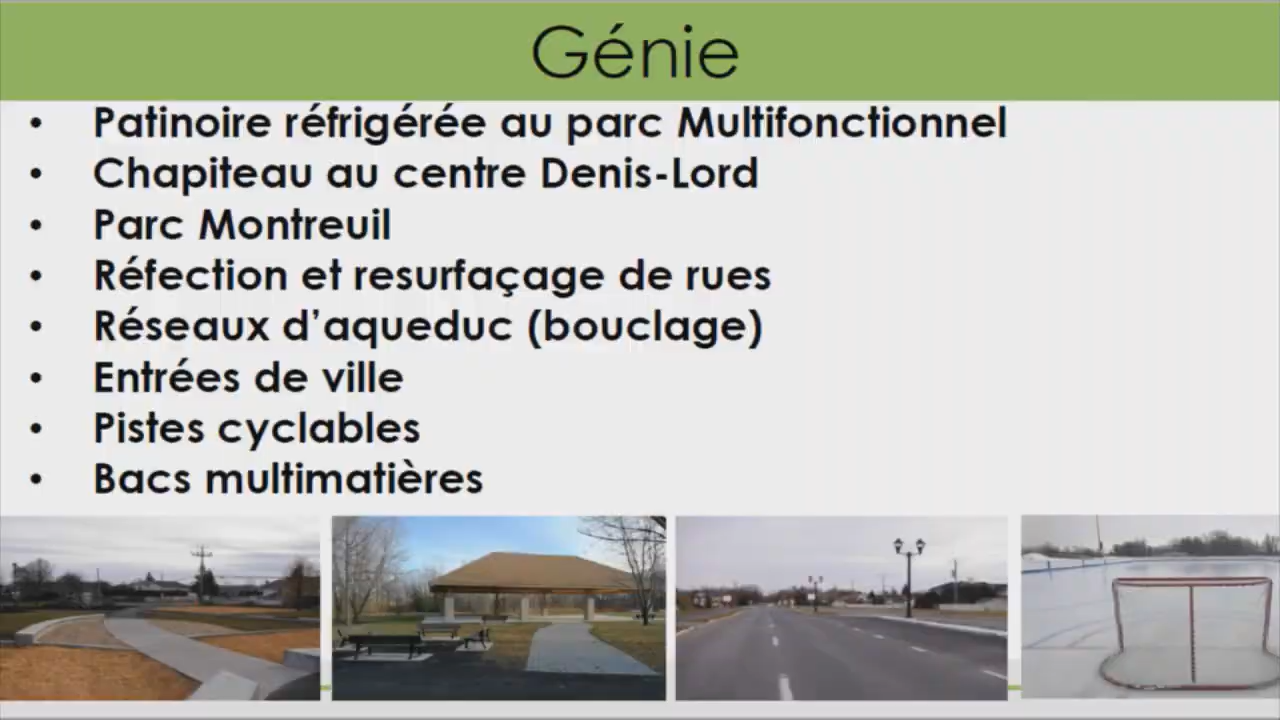 Génie
• Patinoire réfrigérée au parc Multifonctionnel
• Chapiteau au centre Denis-Lord
• Parc Montreuil
• Réfection et resurfaçage de rues
• Réseaux d’aqueduc (bouclage)
• Entrées de ville
• Pistes cyclables
• Bacs multimatières